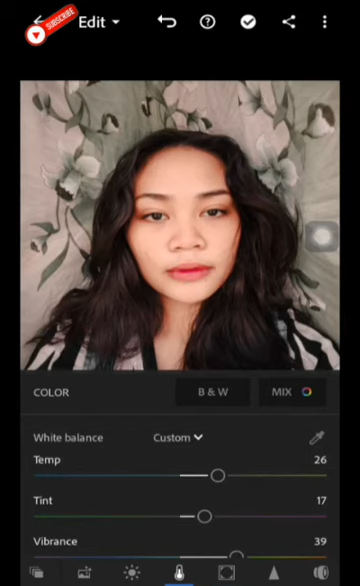 SUBSCRIBE
Edit
COLOR B & W MIX
White balance Custom
Temp 26
Tint 17
Vibrance 39